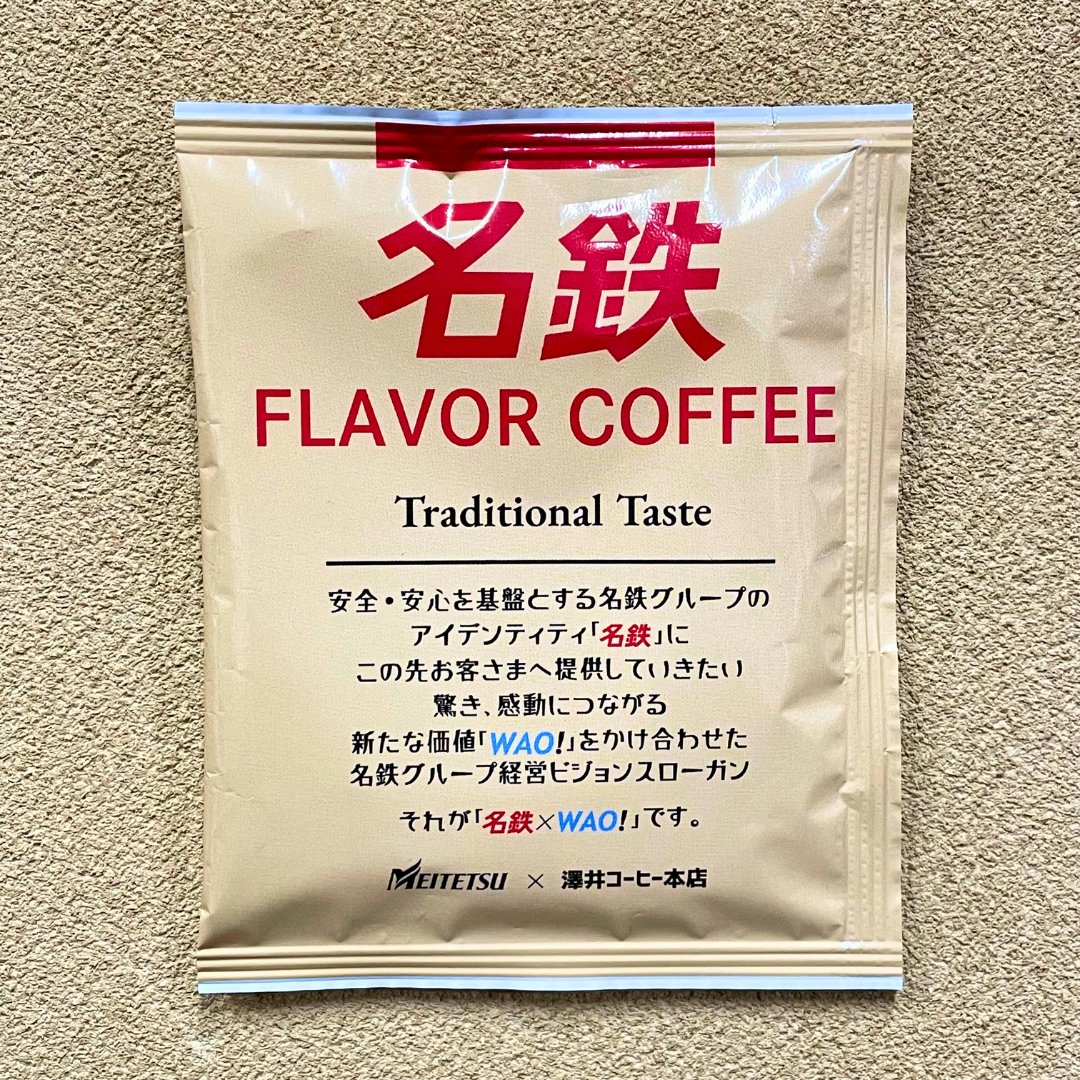 名鉄
FLAVOR COFFEE
Traditional Taste
安全・安心を基盤とする名鉄グループの
アイデンティティ「名鉄」に
この先お客さまへ提供していきたい
驚き、感動につながる
新たな価値「WAO!」をかけ合わせた
名鉄グループ経営ビジョンスローガン
それが「名鉄×WAO!」です。
MEITETSU × 澤井コーヒー本店